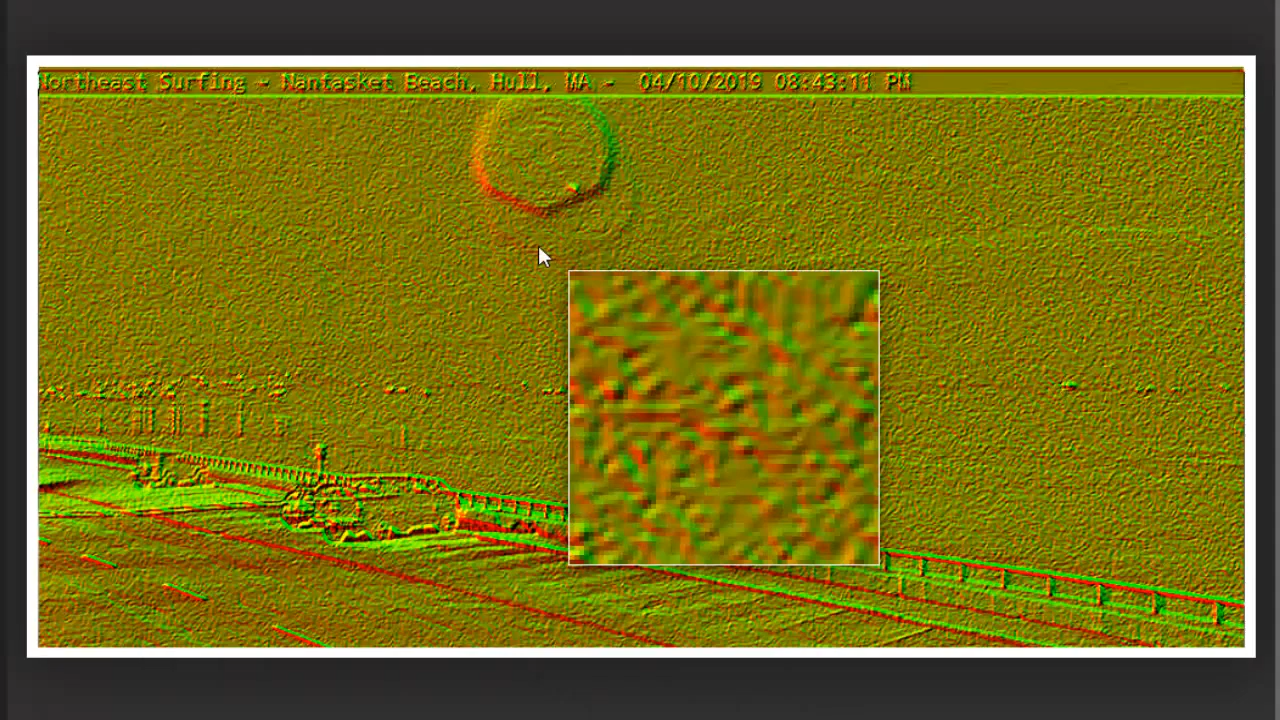 Northeast Surfing - Nantasket Beach, Hull, MA - 04/10/2019 08:43:11 PM